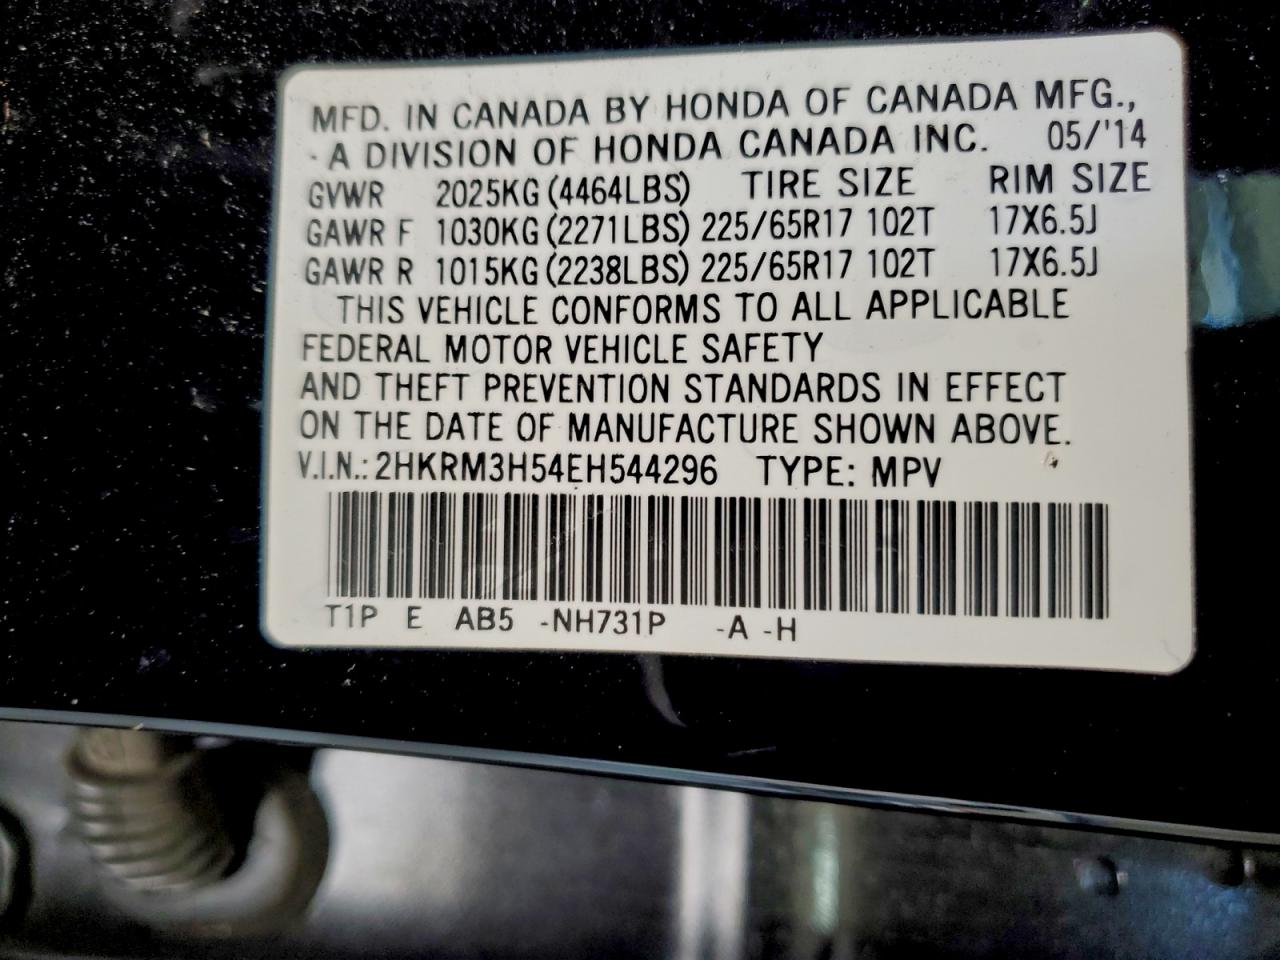 MFD. IN CANADA BY HONDA OF CANADA MFG.,
A DIVISION OF HONDA CANADA INC. 05/'14
GVWR 2025KG (4464LBS) TIRE SIZE RIM SIZE
GAWR F 1030KG (2271LBS) 225/65R17 102T 17X6.5J
GAWR R 1015KG (2238LBS) 225/65R17 102T 17X6.5J
THIS VEHICLE CONFORMS TO ALL APPLICABLE
FEDERAL MOTOR VEHICLE SAFETY
AND THEFT PREVENTION STANDARDS IN EFFECT
ON THE DATE OF MANUFACTURE SHOWN ABOVE.
V.I.N.: 2HKRM3H54EH544296 TYPE: MPV
T1P E AB5 -NH731P -A -H